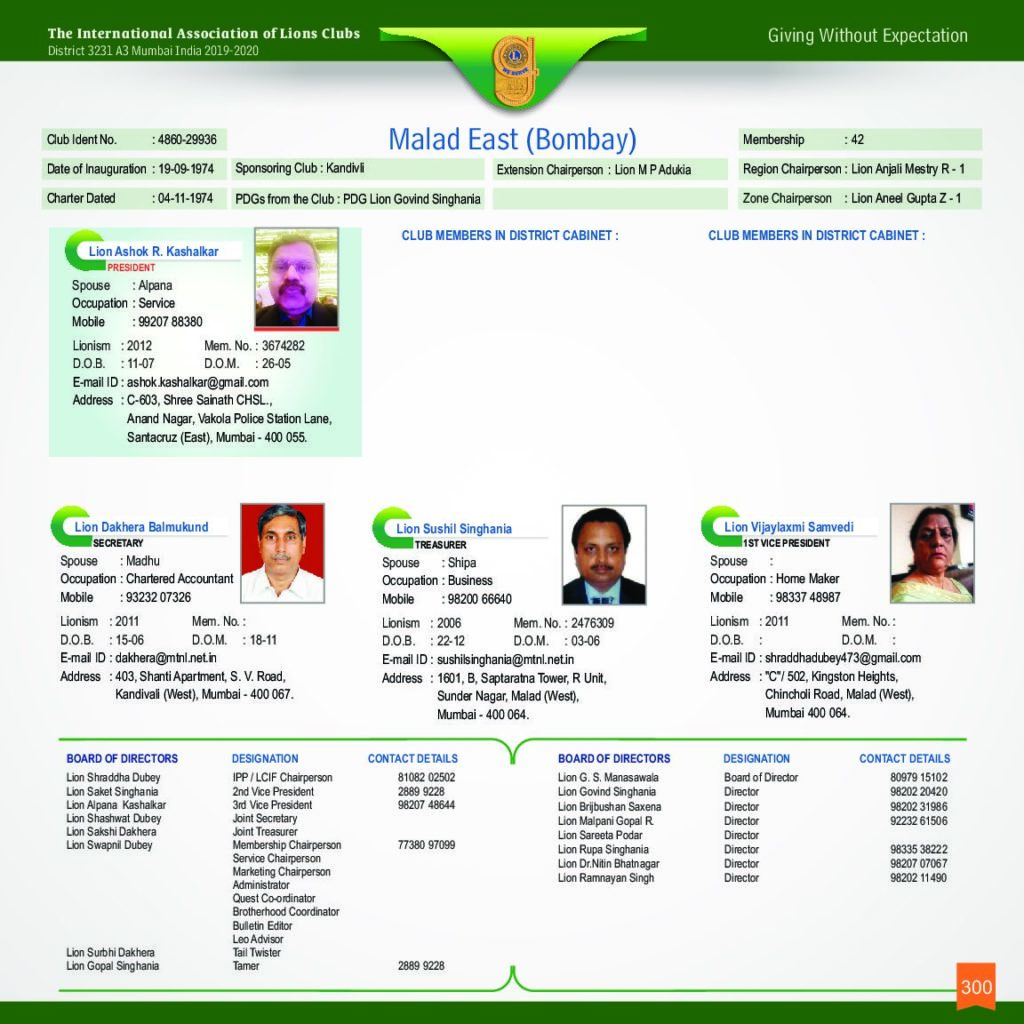 The International Association of Lions Clubs
District 3231 A3 Mumbai India 2019-2020
Giving Without Expectation
WE SERVE
Malad East (Bombay)
Club Ident No. : 4860-29936
Membership : 42
Date of Inauguration : 19-09-1974
Sponsoring Club : Kandivli
Extension Chairperson : Lion M P Adukia
Region Chairperson : Lion Anjali Mestry R - 1
Charter Dated : 04-11-1974
PDGs from the Club : PDG Lion Govind Singhania
Zone Chairperson : Lion Aneel Gupta Z - 1
Lion Ashok R. Kashalkar
PRESIDENT
Spouse : Alpana
Occupation : Service
Mobile : 99207 88380
Lionism : 2012 Mem. No. : 3674282
D.O.B. : 11-07 D.O.M. : 26-05
E-mail ID : ashok.kashalkar@gmail.com
Address : C-603, Shree Sainath CHSL.,
Anand Nagar, Vakola Police Station Lane,
Santacruz (East), Mumbai - 400 055.
CLUB MEMBERS IN DISTRICT CABINET :
CLUB MEMBERS IN DISTRICT CABINET :
Lion Dakhera Balmukund
SECRETARY
Spouse : Madhu
Occupation : Chartered Accountant
Mobile : 93232 07326
Lionism : 2011 Mem. No. :
D.O.B. : 15-06 D.O.M. : 18-11
E-mail ID : dakhera@mtnl.net.in
Address : 403, Shanti Apartment, S. V. Road,
Kandivali (West), Mumbai - 400 067.
Lion Sushil Singhania
TREASURER
Spouse : Shipa
Occupation : Business
Mobile : 98200 66640
Lionism : 2006 Mem. No. : 2476309
D.O.B. : 22-12 D.O.M. : 03-06
E-mail ID : sushilsinghania@mtnl.net.in
Address : 1601, B, Saptaratna Tower, R Unit,
Sunder Nagar, Malad (West),
Mumbai - 400 064.
Lion Vijaylaxmi Samvedi
1ST VICE PRESIDENT
Spouse :
Occupation : Home Maker
Mobile : 98337 48987
Lionism : 2011 Mem. No. :
D.O.B. : D.O.M. :
E-mail ID : shraddhadubey473@gmail.com
Address : "C"/ 502, Kingston Heights,
Chincholi Road, Malad (West),
Mumbai 400 064.
BOARD OF DIRECTORS DESIGNATION CONTACT DETAILS
Lion Shraddha Dubey IPP / LCIF Chairperson 81082 02502
Lion Saket Singhania 2nd Vice President 2889 9228
Lion Alpana Kashalkar 3rd Vice President 98207 48644
Lion Shashwat Dubey Joint Secretary
Lion Sakshi Dakhera Joint Treasurer
Lion Swapnil Dubey Membership Chairperson 77380 97099
Service Chairperson
Marketing Chairperson
Administrator
Quest Co-ordinator
Brotherhood Coordinator
Bulletin Editor
Leo Advisor
Lion Surbhi Dakhera Tail Twister
Lion Gopal Singhania Tamer 2889 9228
BOARD OF DIRECTORS DESIGNATION CONTACT DETAILS
Lion G. S. Manasawala Board of Director 80979 15102
Lion Govind Singhania Director 98202 20420
Lion Brijbushan Saxena Director 98202 31986
Lion Malpani Gopal R. Director 92232 61506
Lion Sareeta Podar Director
Lion Rupa Singhania Director 98335 38222
Lion Dr.Nitin Bhatnagar Director 98207 07067
Lion Ramnayan Singh Director 98202 11490
300